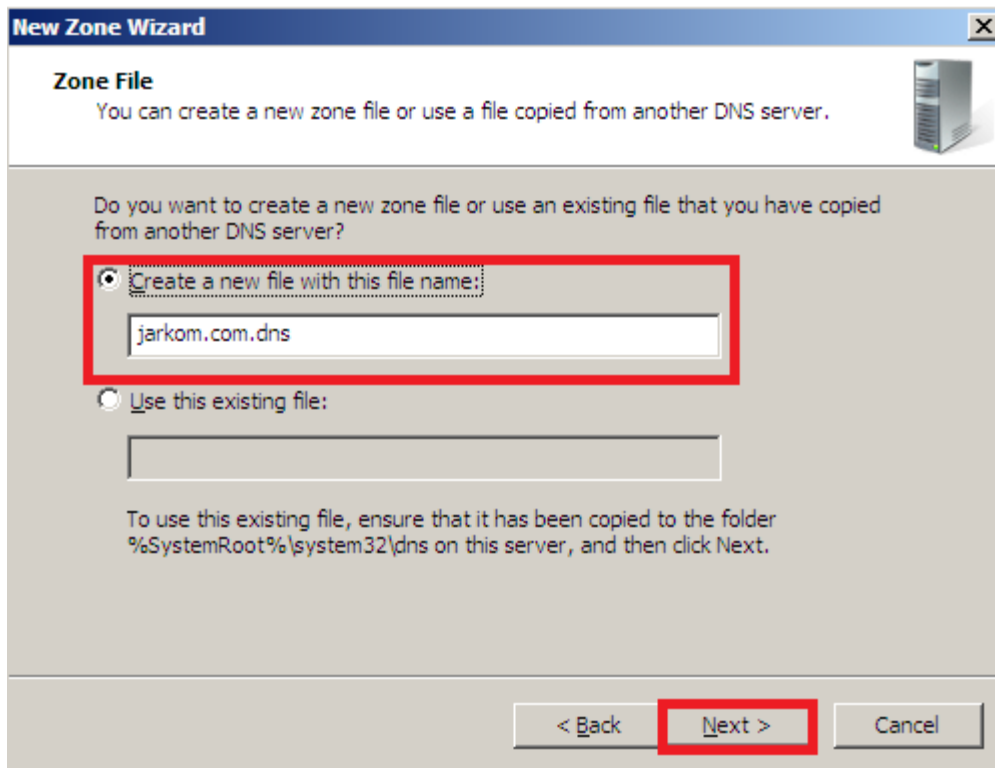 New Zone Wizard
Zone File
You can create a new zone file or use a file copied from another DNS server.
Do you want to create a new zone file or use an existing file that you have copied
from another DNS server?
Create a new file with this file name:
jarkom.com.dns
Use this existing file:
To use this existing file, ensure that it has been copied to the folder
%SystemRoot%\system32\dns on this server, and then click Next.
< Back Next > Cancel